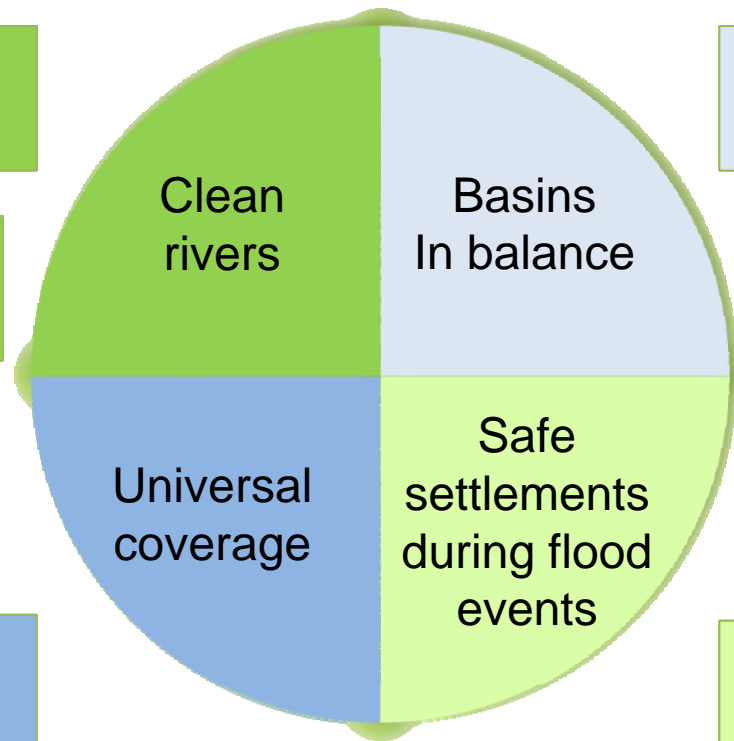 Clean
rivers
Basins
In balance
Universal
coverage
Safe
settlements
during flood
events